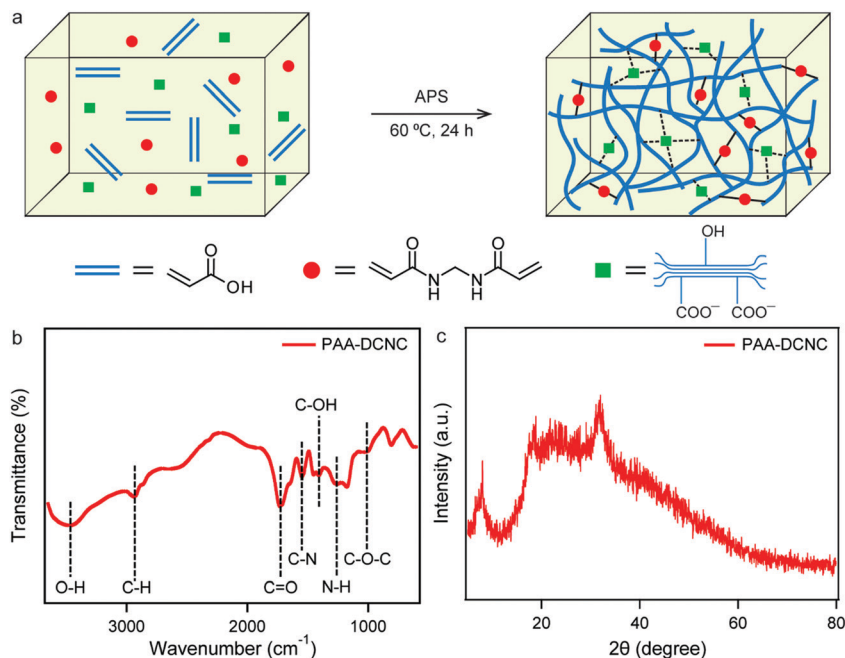 a
APS
60 ºC, 24 h
=
O
OH
=
O
N
H
N
H
O
=
OH
COO⁻
COO⁻
b
PAA-DCNC
C-OH
C-N
C-O-C
O-H
C-H
C=O
N-H
Transmittance (%)
3000
2000
1000
Wavenumber (cm⁻¹)
c
PAA-DCNC
Intensity (a.u.)
20
40
60
80
2θ (degree)